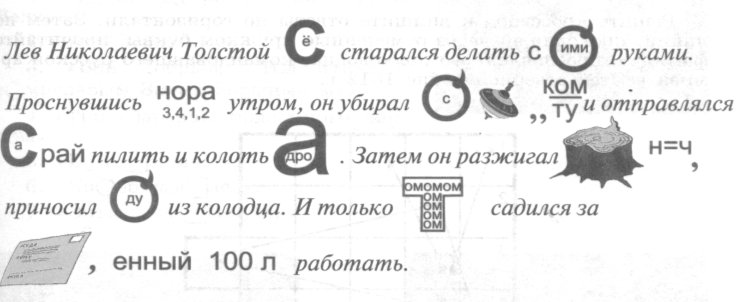 Лев Николаевич Толстой С ё старался делать с ими руками.
Проснувшись нора 3,4,1,2 утром, он убирал с ,, ком ту и отправлялся
С а рай пилить и колоть а дро . Затем он разжигал н=ч ,
приносил ду из колодца. И только омомом ом ом ом ом садился за
, енный 100 л работать.